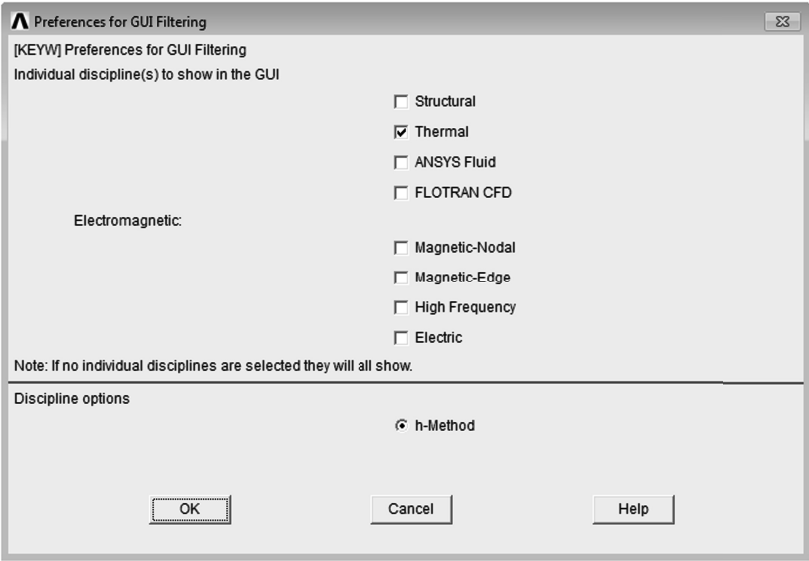 Preferences for GUI Filtering
[KEYW] Preferences for GUI Filtering
Individual discipline(s) to show in the GUI
Structural
Thermal
ANSYS Fluid
FLOTRAN CFD
Electromagnetic:
Magnetic-Nodal
Magnetic-Edge
High Frequency
Electric
Note: If no individual disciplines are selected they will all show.
Discipline options
h-Method
OK Cancel Help